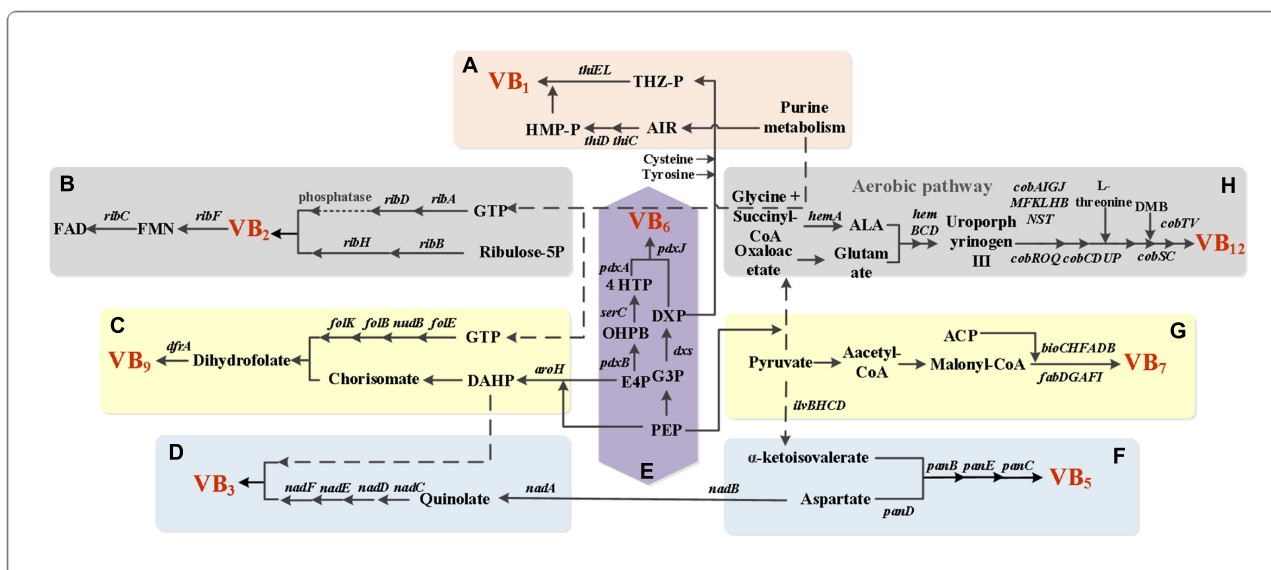 A
VB1
thiEL
THZ-P
HMP-P
thiD thiC
AIR
Purine
metabolism
Cysteine
Tyrosine
B
FAD
ribC
FMN
ribF
VB2
phosphatase
ribD
ribA
GTP
ribH
ribB
Ribulose-5P
VB6
pdxJ
pdxA
4 HTP
serC
DXP
OHPB
dxs
pdxB
E4P
G3P
PEP
E
Aerobic pathway
H
Glycine +
Succinyl-
CoA
Oxaloac
etate
hemA
ALA
Glutam
ate
hem
BCD
Uroporph
yrinogen
III
cobAIGJ
MFKLHB
NST
L-
threonine
DMB
cobTV
VB12
cobROQ
cobCDUP
cobSC
C
VB9
dfrA
Dihydrofolate
folK
folB
nudB
folE
GTP
Chorisomate
DAHP
aroH
G
Pyruvate
Aacetyl-
CoA
ACP
Malonyl-CoA
bioCHFADB
fabDGAFI
VB7
ilvBHCD
D
VB3
nadF
nadE
nadD
nadC
Quinolate
nadA
nadB
F
α-ketoisovalerate
Aspartate
panD
panB
panE
panC
VB5